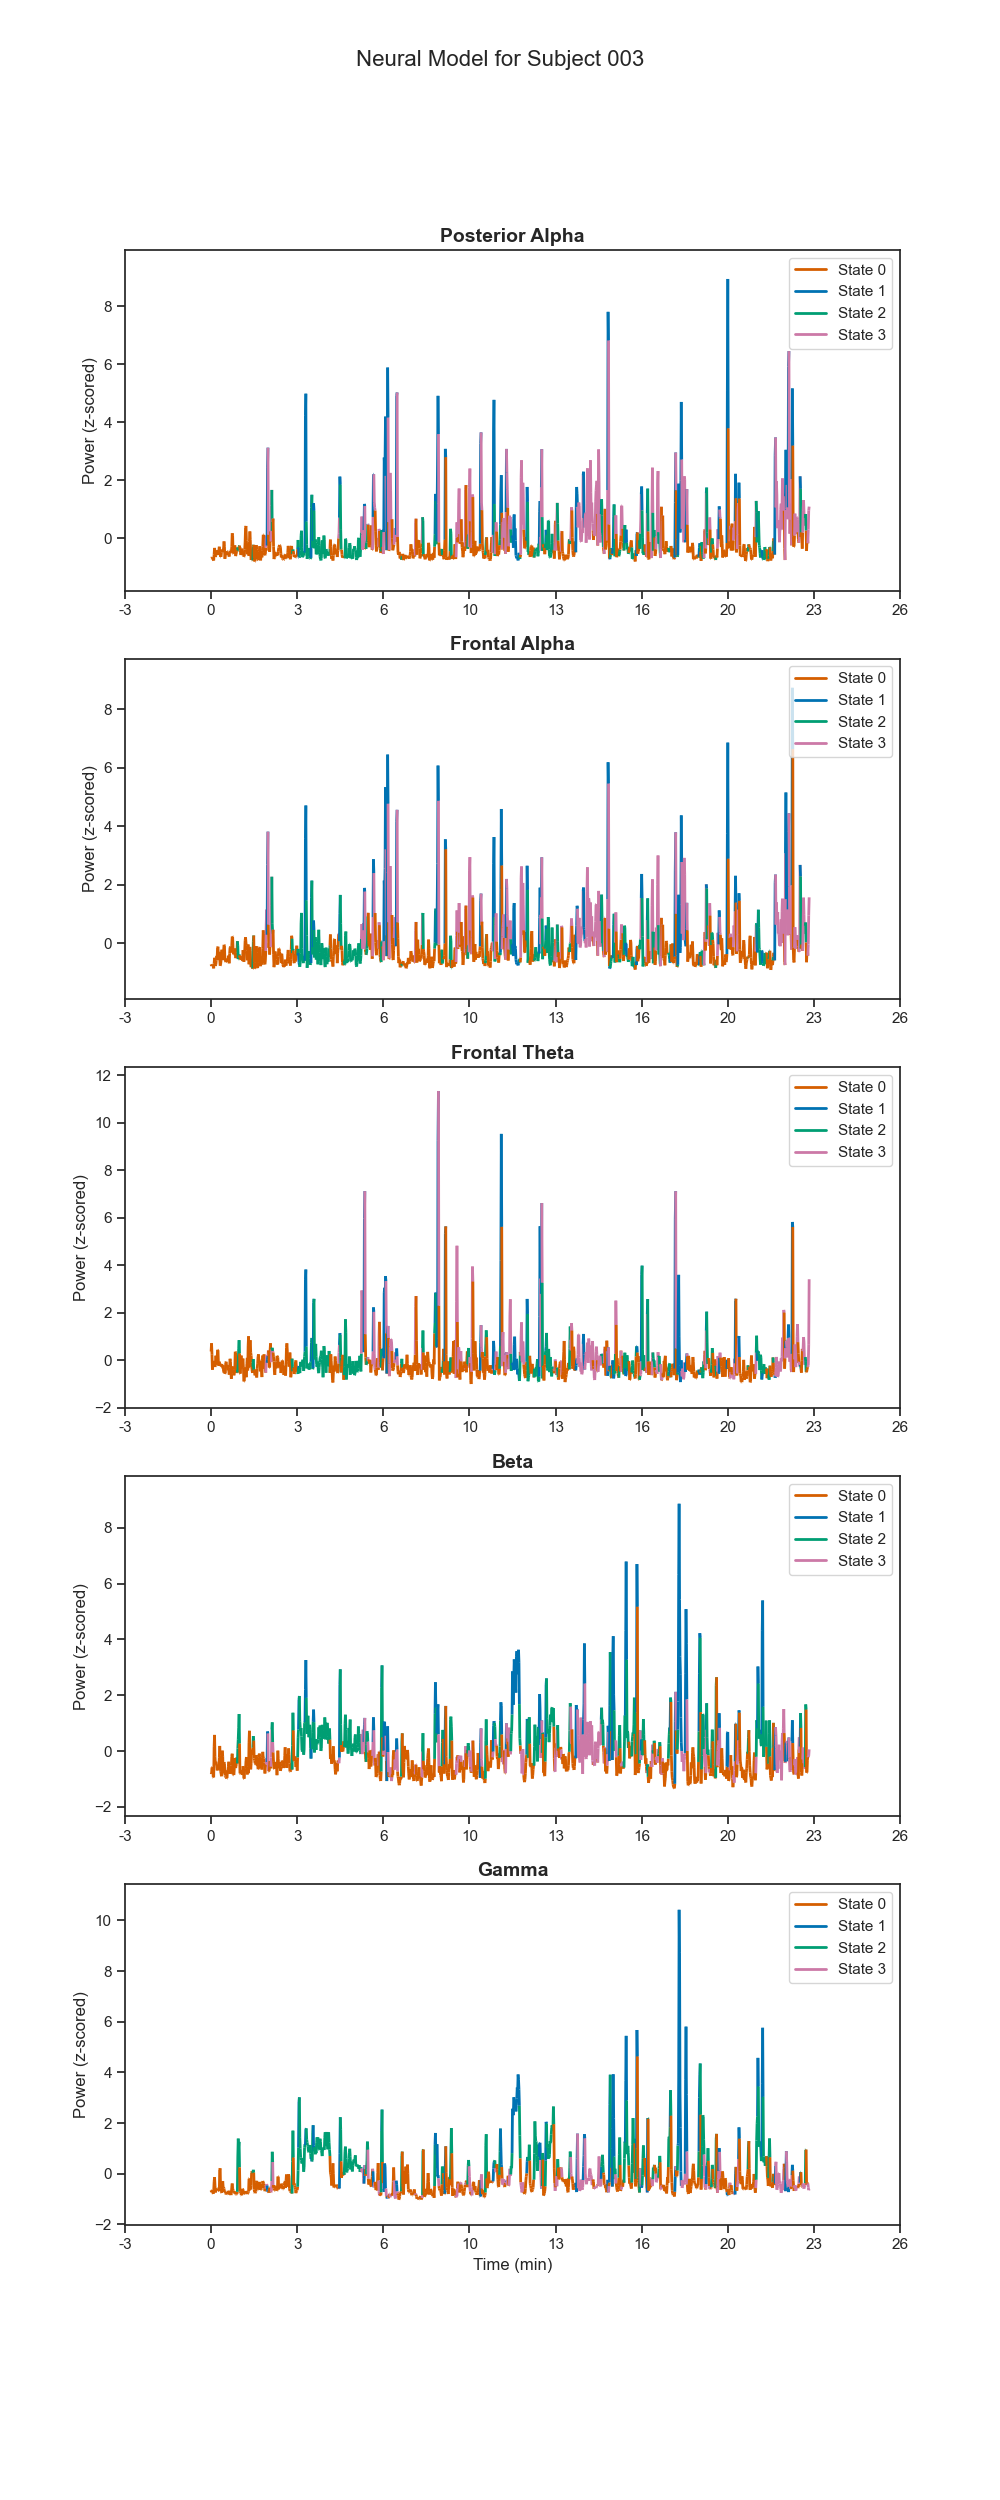 Neural Model for Subject 003
Posterior Alpha
Power (z-scored)
8
6
4
2
0
State 0
State 1
State 2
State 3
-3 0 3 6 10 13 16 20 23 26
Frontal Alpha
Power (z-scored)
8
6
4
2
0
State 0
State 1
State 2
State 3
-3 0 3 6 10 13 16 20 23 26
Frontal Theta
Power (z-scored)
12
10
8
6
4
2
0
−2
State 0
State 1
State 2
State 3
-3 0 3 6 10 13 16 20 23 26
Beta
Power (z-scored)
8
6
4
2
0
−2
State 0
State 1
State 2
State 3
-3 0 3 6 10 13 16 20 23 26
Gamma
Power (z-scored)
10
8
6
4
2
0
−2
State 0
State 1
State 2
State 3
-3 0 3 6 10 13 16 20 23 26
Time (min)